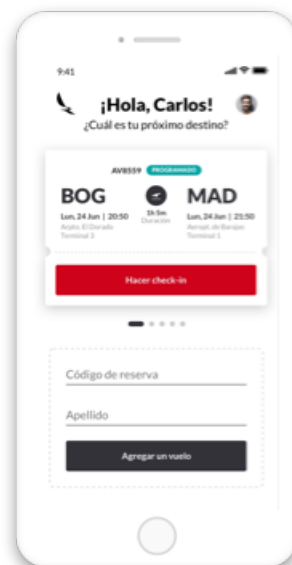 9:41
¡Hola, Carlos!
¿Cuál es tu próximo destino?
AV8559 PROGRAMADO
BOG MAD
Lun, 24 Jun | 20:50 1h 5m Lun, 24 Jun | 21:50
Arpto. El Dorado Duración Aeropt. de Barajas
Terminal 3 Terminal 1
Hacer check-in
Código de reserva
Apellido
Agregar un vuelo